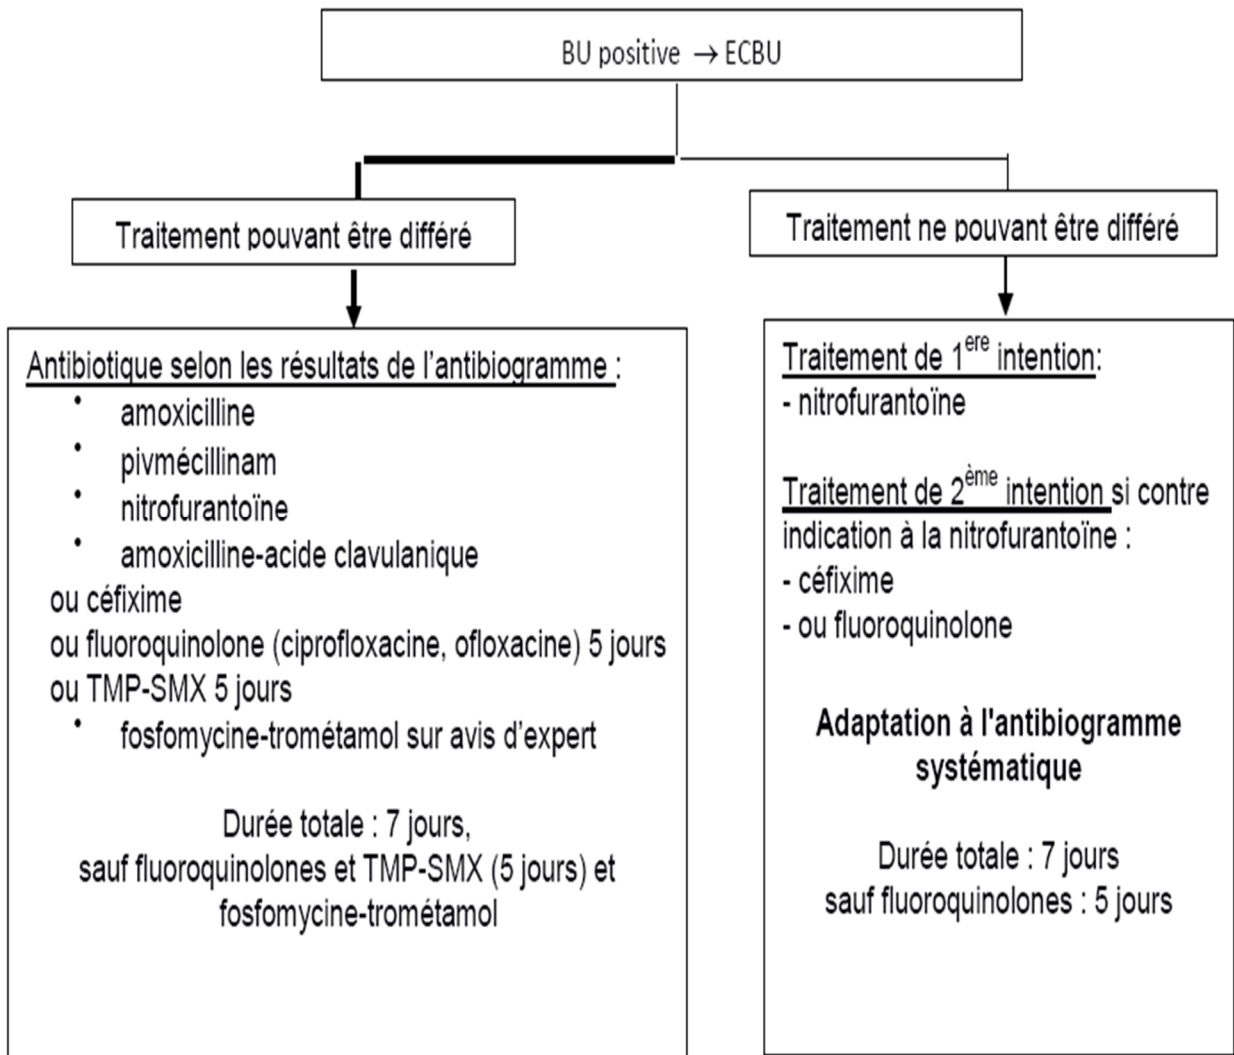 BU positive → ECBU
Traitement pouvant être différé
Traitement ne pouvant être différé
Antibiotique selon les résultats de l'antibiogramme :
• amoxicilline
• pivmécillinam
• nitrofurantoïne
• amoxicilline-acide clavulanique
ou céfixime
ou fluoroquinolone (ciprofloxacine, ofloxacine) 5 jours
ou TMP-SMX 5 jours
• fosfomycine-trométamol sur avis d'expert
Durée totale : 7 jours,
sauf fluoroquinolones et TMP-SMX (5 jours) et
fosfomycine-trométamol
Traitement de 1ere intention:
- nitrofurantoïne
Traitement de 2ème intention si contre
indication à la nitrofurantoïne :
- céfixime
- ou fluoroquinolone
Adaptation à l'antibiogramme
systématique
Durée totale : 7 jours
sauf fluoroquinolones : 5 jours